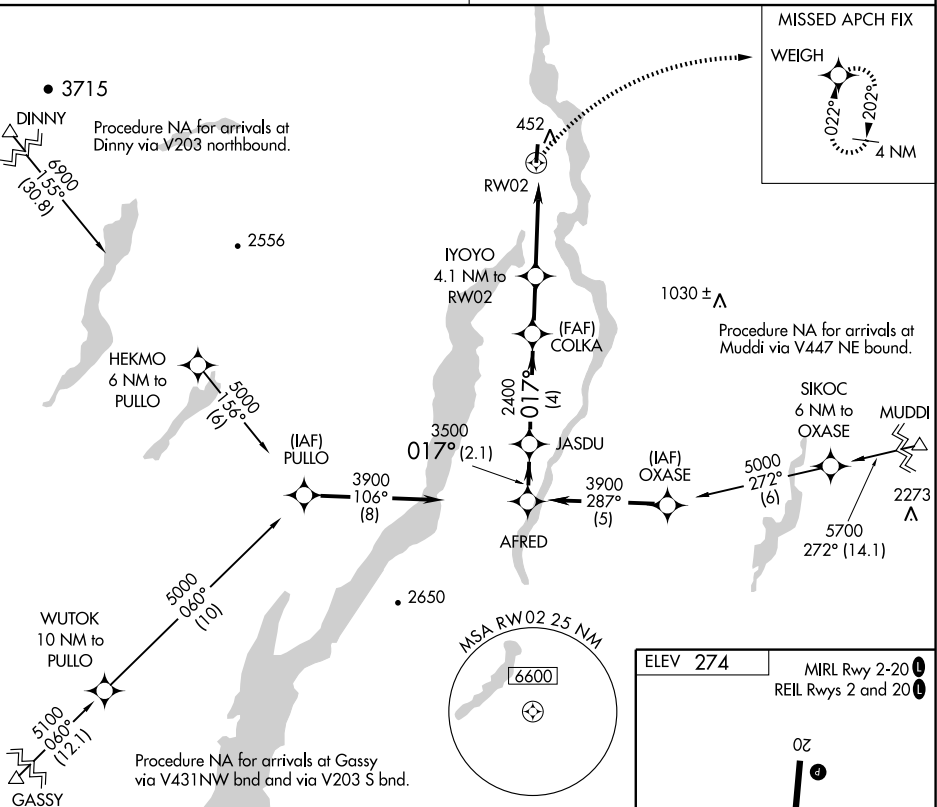 MISSED APCH FIX
WEIGH
022°
202°
4 NM
3715
DINNY
Procedure NA for arrivals at
Dinny via V203 northbound.
6900
155°
(30.8)
452
RW02
2556
IYOYO
4.1 NM to
RW02
1030 ±
(FAF)
COLKA
Procedure NA for arrivals at
Muddi via V447 NE bound.
HEKMO
6 NM to
PULLO
5000
156°
(6)
2400
017°
(4)
SIKOC
6 NM to
OXASE
MUDDI
(IAF)
PULLO
3500
017° (2.1)
JASDU
(IAF)
OXASE
5000
272°
(6)
3900
106°
(8)
3900
287°
(5)
2273
5700
272° (14.1)
AFRED
5000
060°
(10)
2650
WUTOK
10 NM to
PULLO
MSA RW02 25 NM
6600
5100
060°
(12.1)
GASSY
Procedure NA for arrivals at Gassy
via V431NW bnd and via V203 S bnd.
ELEV 274
MIRL Rwy 2-20 L
REIL Rwys 2 and 20 L
20
P